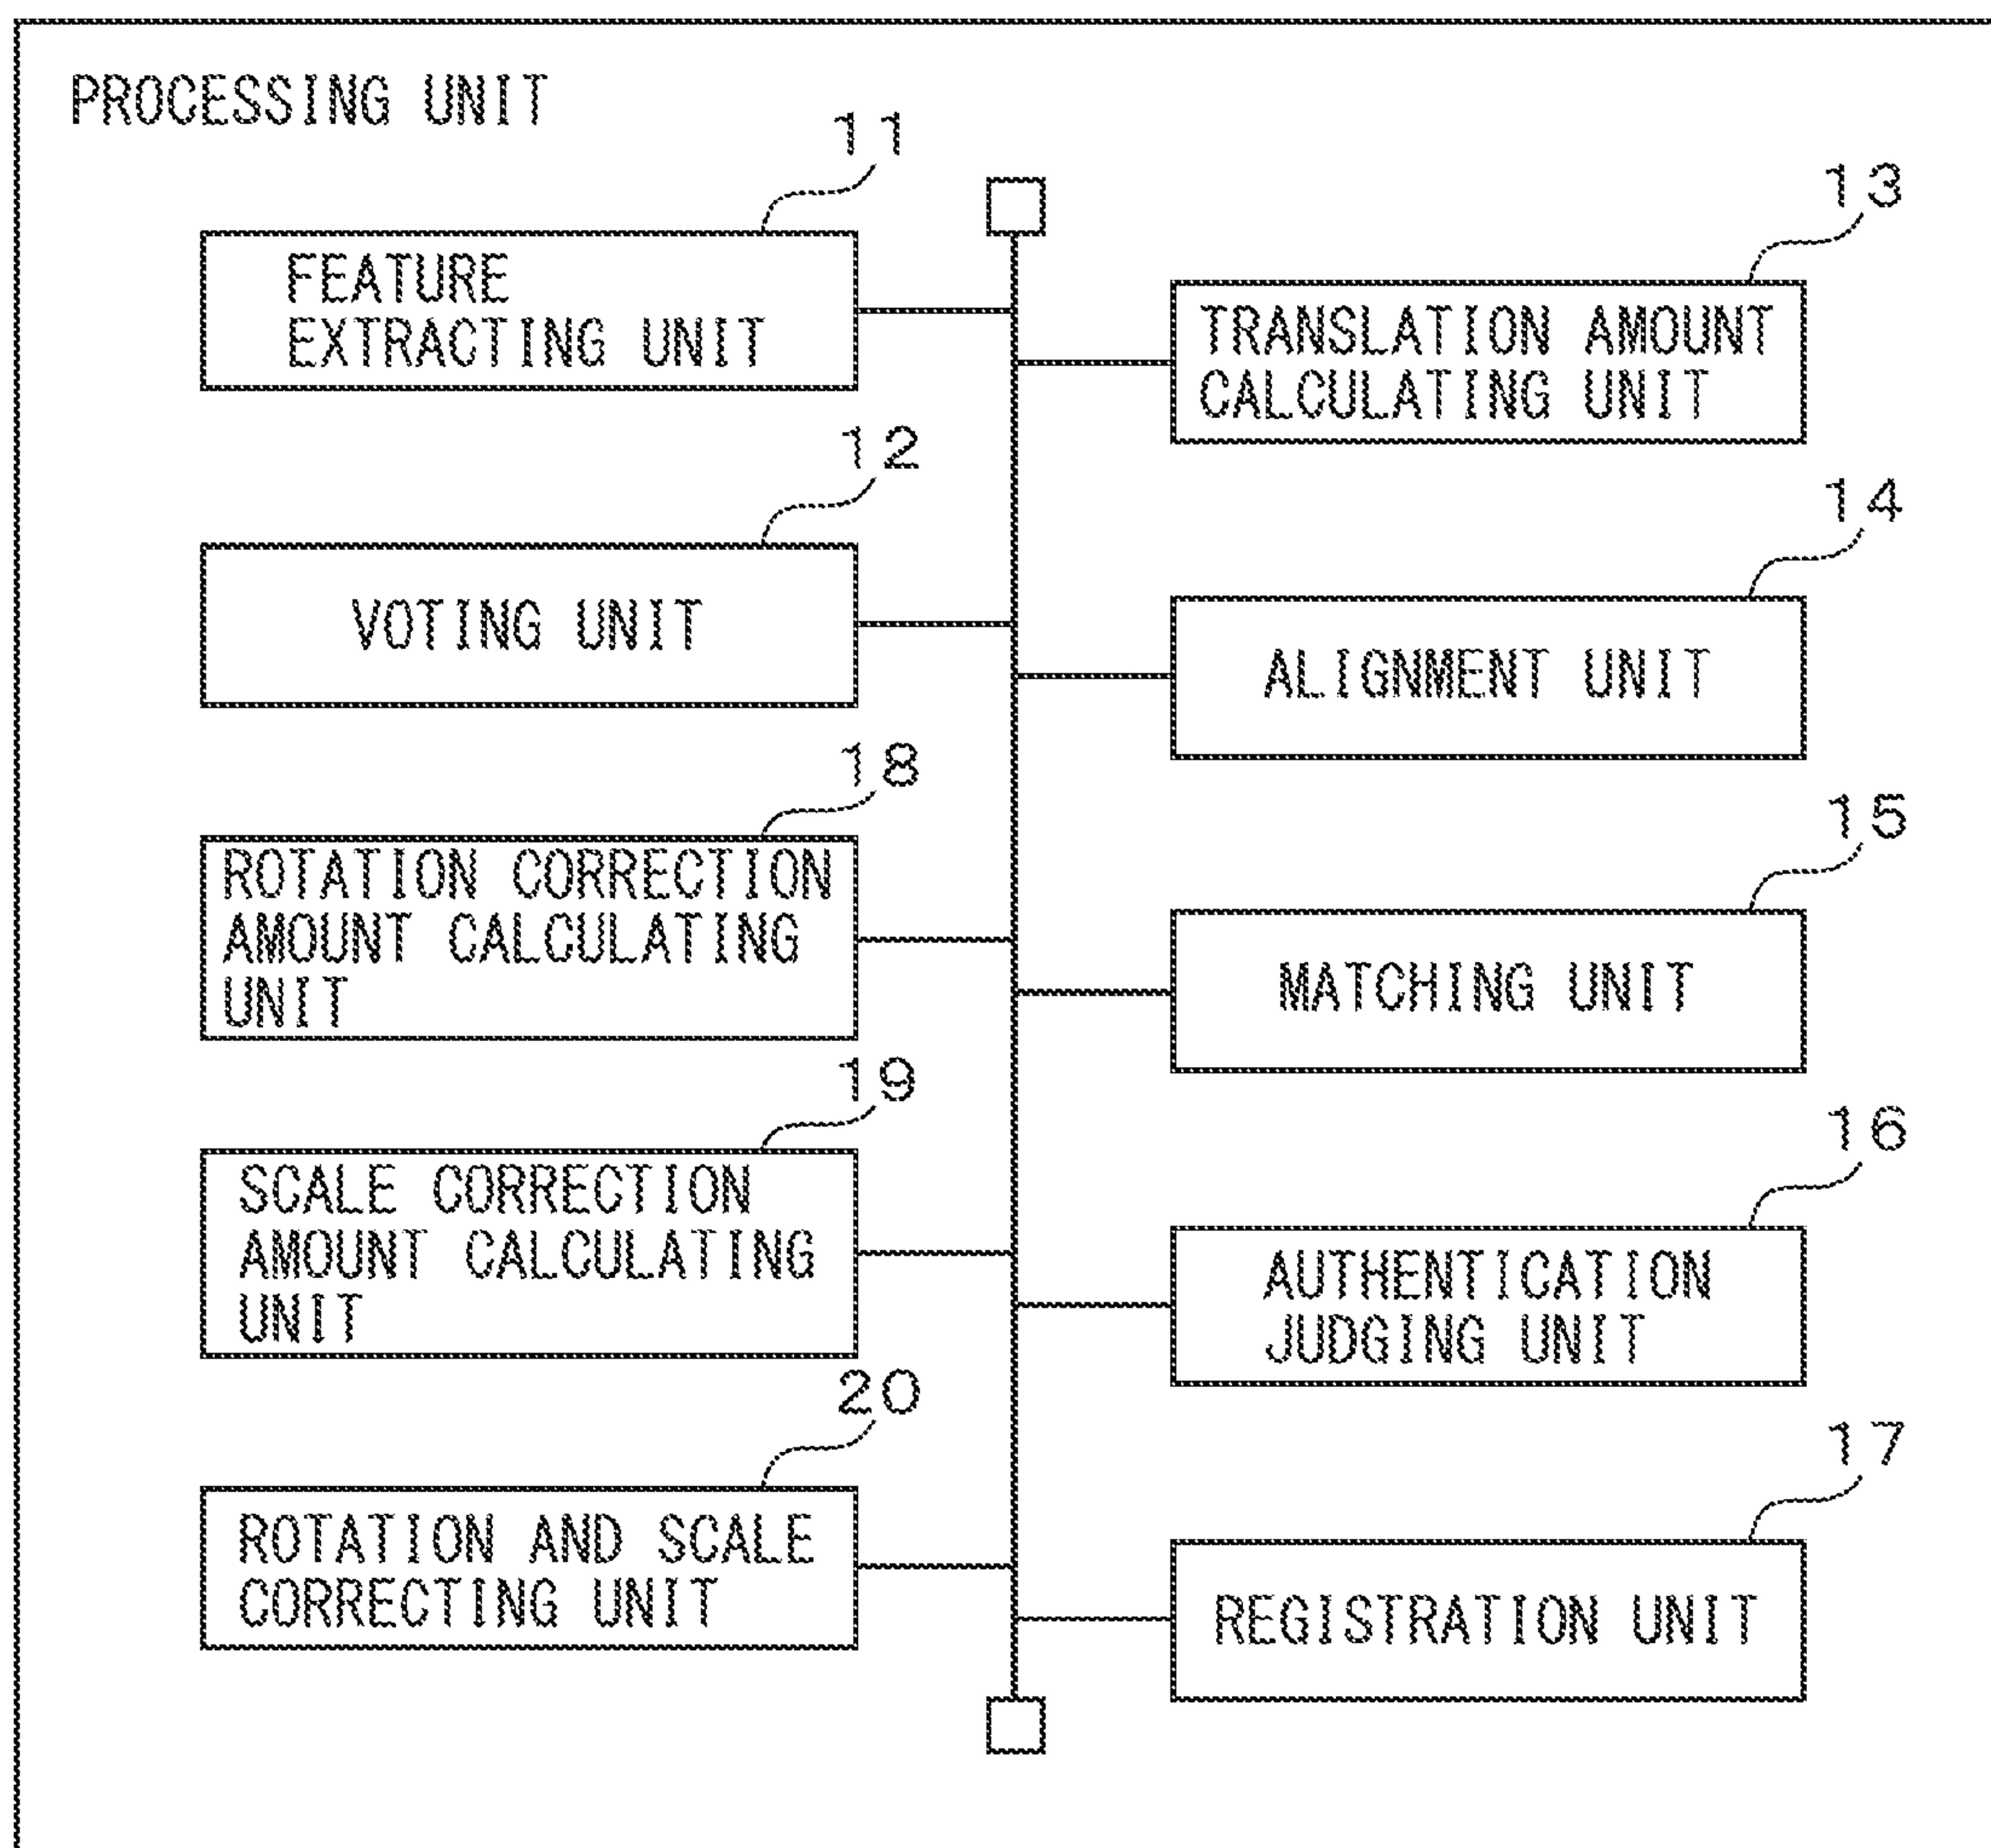 PROCESSING UNIT
11
FEATURE
EXTRACTING UNIT
12
VOTING UNIT
18
ROTATION CORRECTION
AMOUNT CALCULATING
UNIT
19
SCALE CORRECTION
AMOUNT CALCULATING
UNIT
20
ROTATION AND SCALE
CORRECTING UNIT
13
TRANSLATION AMOUNT
CALCULATING UNIT
14
ALIGNMENT UNIT
15
MATCHING UNIT
16
AUTHENTICATION
JUDGING UNIT
17
REGISTRATION UNIT